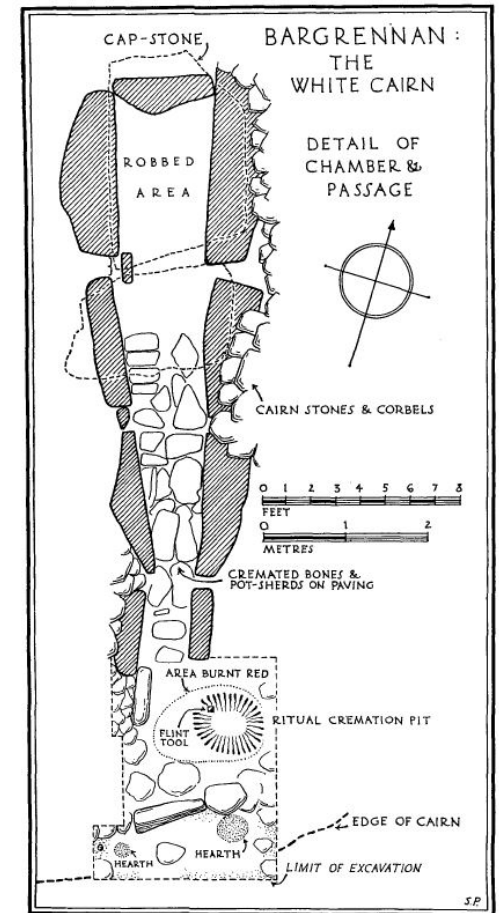 CAP-STONE
BARGRENNAN:
THE
WHITE CAIRN
DETAIL OF
CHAMBER &
PASSAGE
ROBBED
AREA
CAIRN STONES & CORBELS
0 1 2 3 4 5 6 7 8
FEET
0 1 2
METRES
CREMATED BONES &
POT-SHERDS ON PAVING
AREA BURNT RED
FLINT
TOOL
RITUAL CREMATION PIT
EDGE OF CAIRN
HEARTH
HEARTH
LIMIT OF EXCAVATION
S.P.